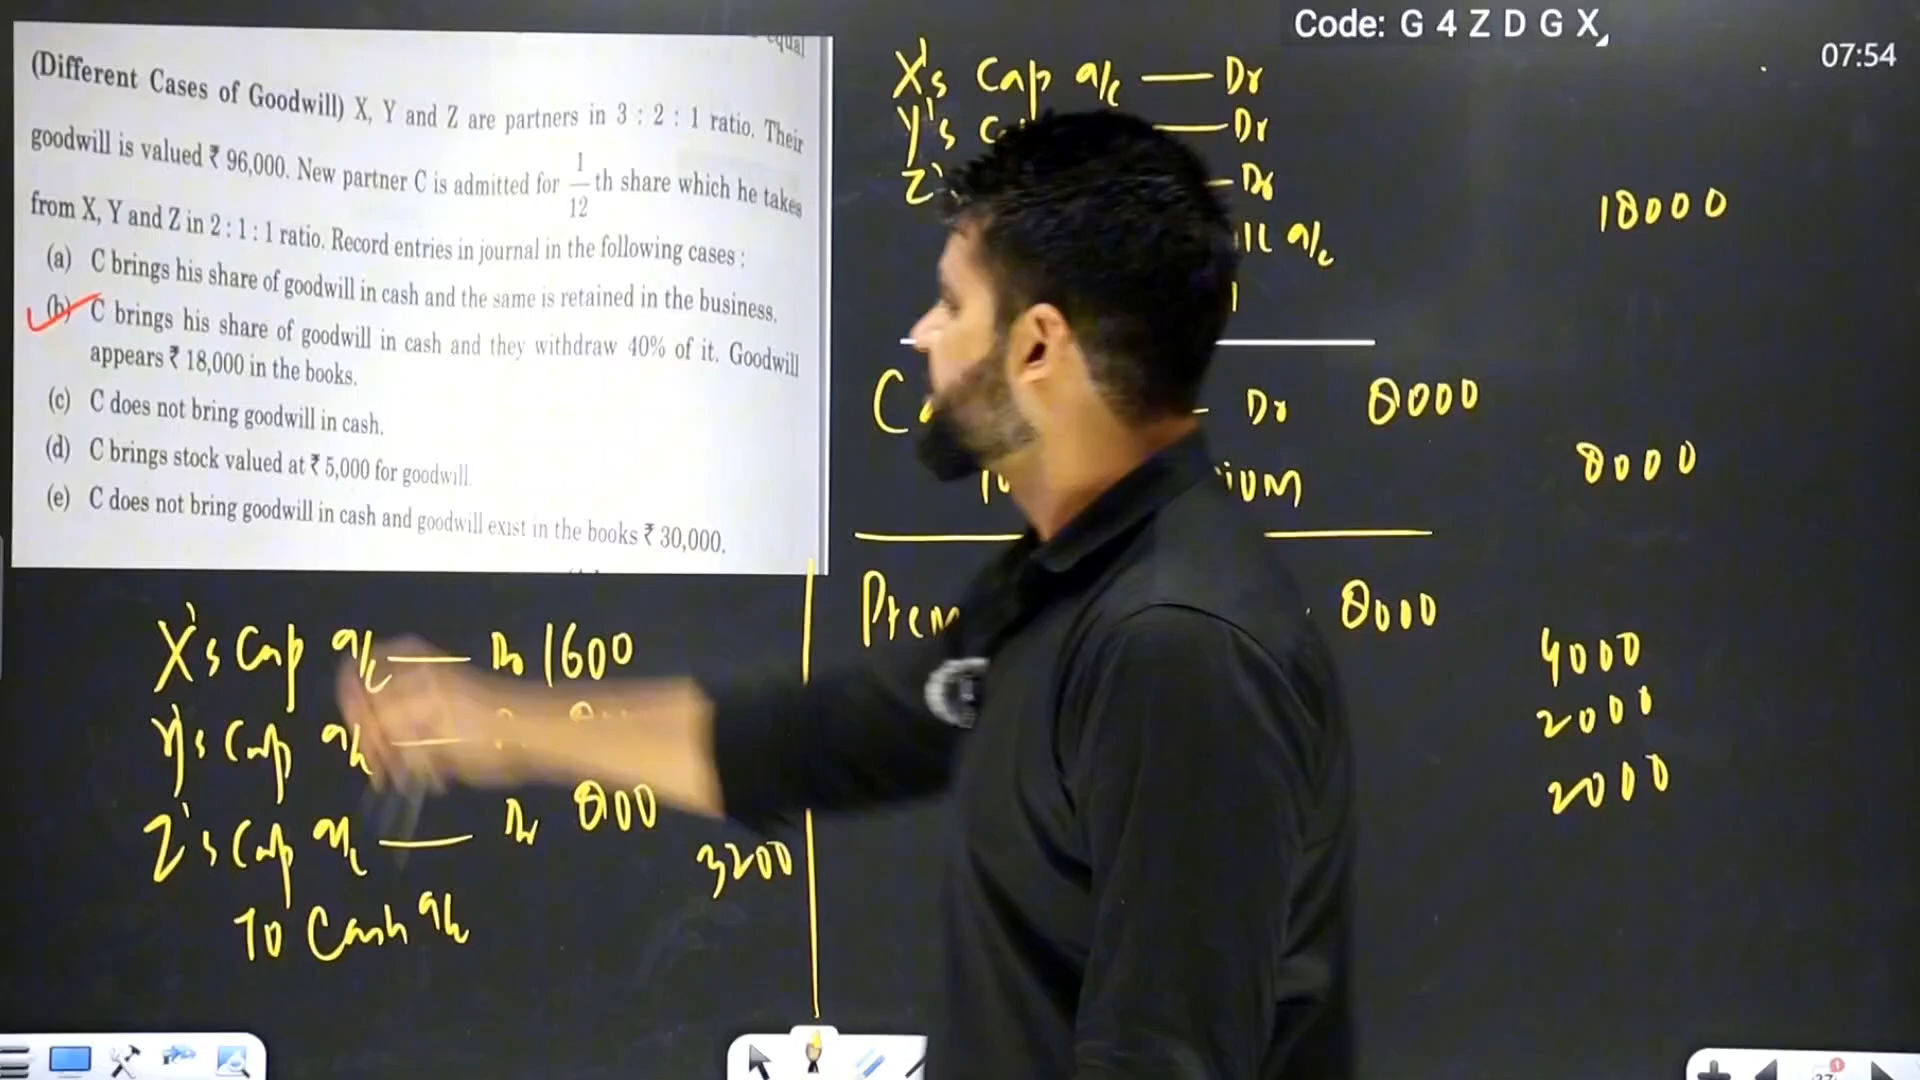 Code: G 4 Z D G X
07:54
equal
(Different Cases of Goodwill) X, Y and Z are partners in 3 : 2 : 1 ratio. Their
goodwill is valued ₹ 96,000. New partner C is admitted for 1/12 th share which he takes
from X, Y and Z in 2 : 1 : 1 ratio. Record entries in journal in the following cases :
(a) C brings his share of goodwill in cash and the same is retained in the business.
(b) C brings his share of goodwill in cash and they withdraw 40% of it. Goodwill
appears ₹ 18,000 in the books.
(c) C does not bring goodwill in cash.
(d) C brings stock valued at ₹ 5,000 for goodwill.
(e) C does not bring goodwill in cash and goodwill exist in the books ₹ 30,000.
X's Cap a/c — Dr
Y's — Dr
Z' — Dr
a/c 18000
Dr 8000
8000
8000
4000
2000
2000
X's Cap a/c — Dr 1600
Y's Cap a/c —
Z's Cap a/c — Dr 800
3200
To Cash a/c